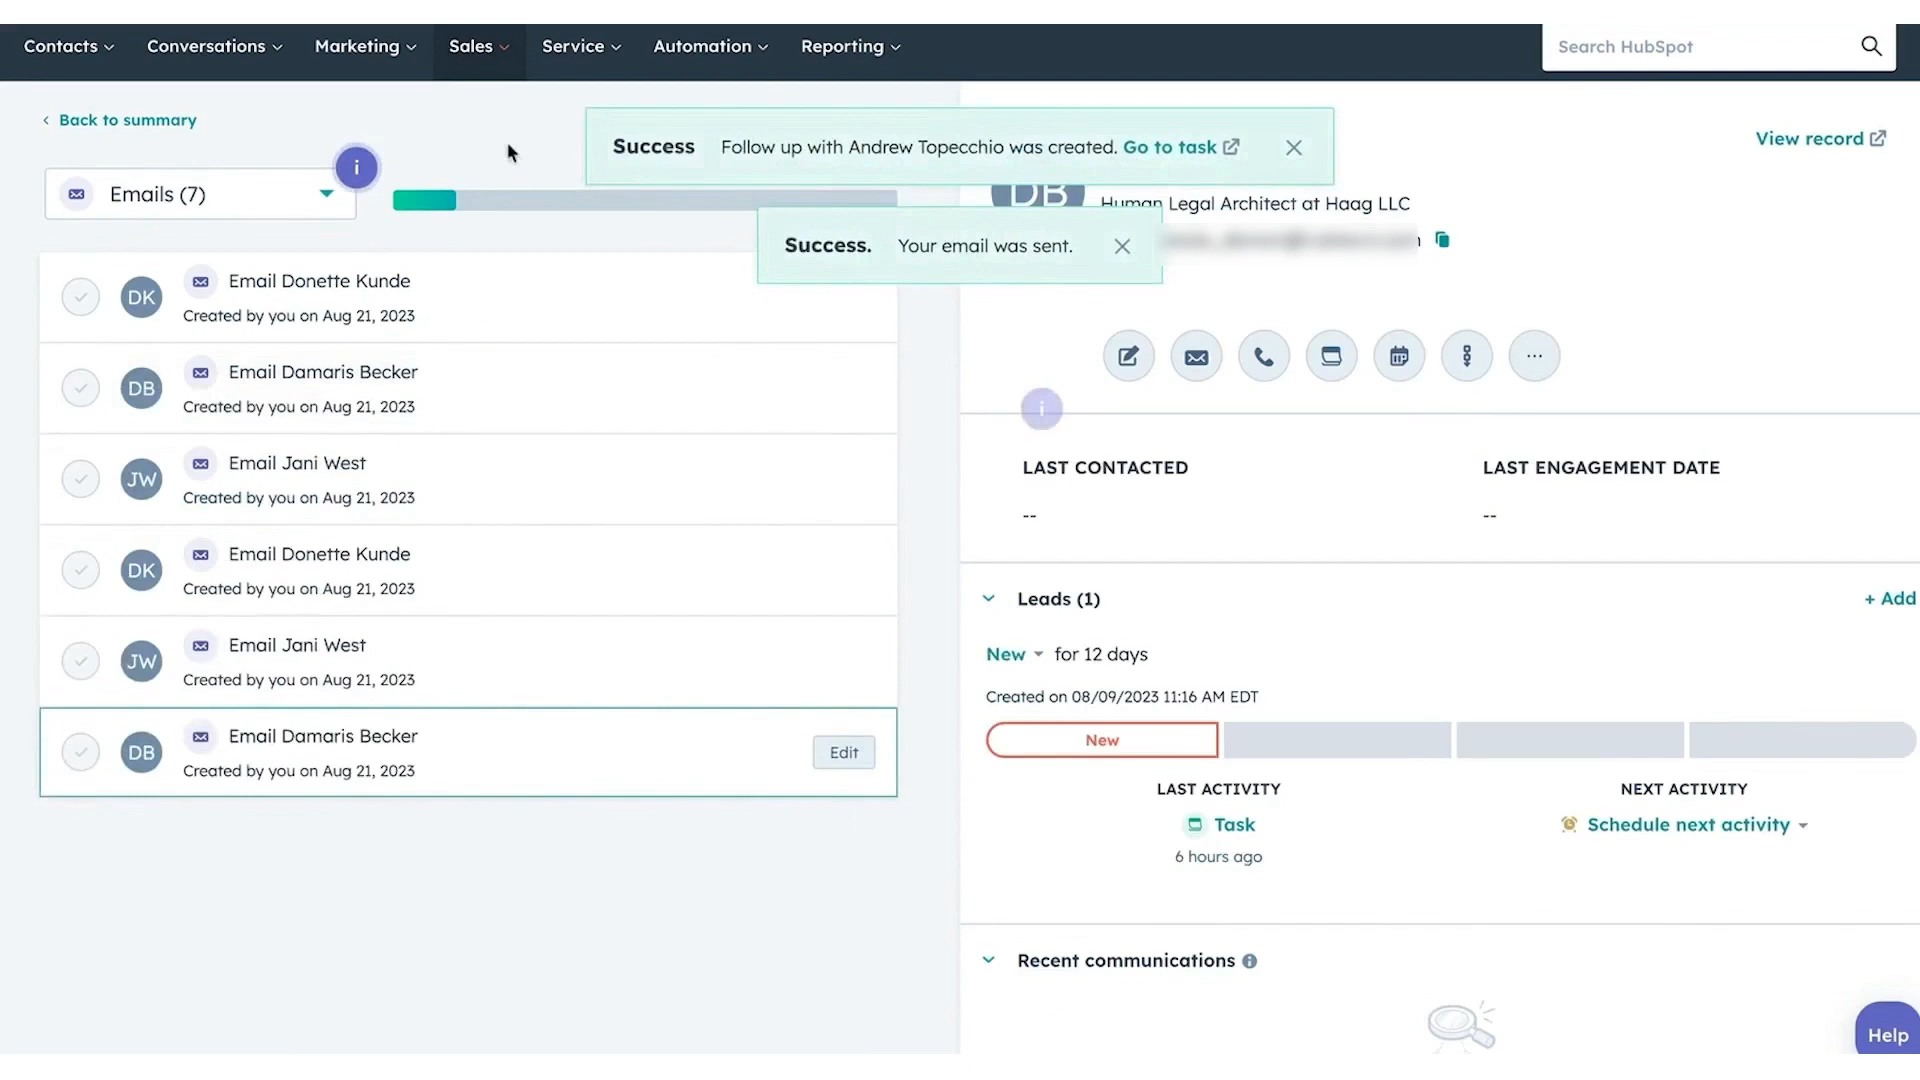 Contacts Conversations Marketing Sales Service Automation Reporting Search HubSpot
Back to summary
Success Follow up with Andrew Topecchio was created. Go to task
View record
i
Emails (7)
DB
Human Legal Architect at Haag LLC
Success. Your email was sent.
DK Email Donette Kunde
Created by you on Aug 21, 2023
DB Email Damaris Becker
Created by you on Aug 21, 2023
JW Email Jani West
Created by you on Aug 21, 2023
DK Email Donette Kunde
Created by you on Aug 21, 2023
JW Email Jani West
Created by you on Aug 21, 2023
DB Email Damaris Becker
Created by you on Aug 21, 2023
Edit
i
LAST CONTACTED LAST ENGAGEMENT DATE
-- --
Leads (1) + Add
New for 12 days
Created on 08/09/2023 11:16 AM EDT
New
LAST ACTIVITY NEXT ACTIVITY
Task Schedule next activity
6 hours ago
Recent communications i
Help